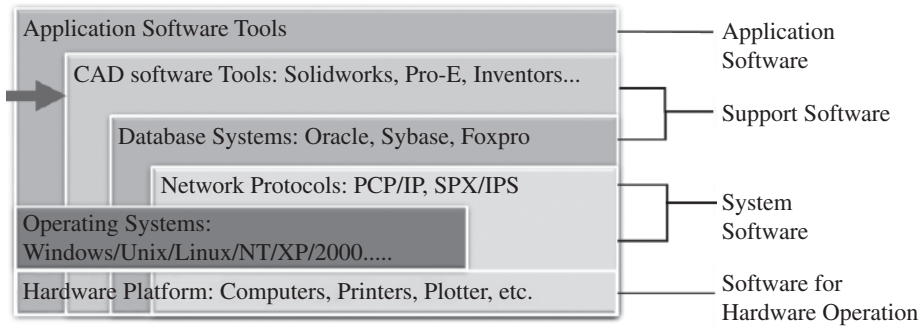 Application Software Tools
Application
Software
CAD software Tools: Solidworks, Pro-E, Inventors...
Support Software
Database Systems: Oracle, Sybase, Foxpro
Network Protocols: PCP/IP, SPX/IPS
System
Software
Operating Systems:
Windows/Unix/Linux/NT/XP/2000.....
Hardware Platform: Computers, Printers, Plotter, etc.
Software for
Hardware Operation